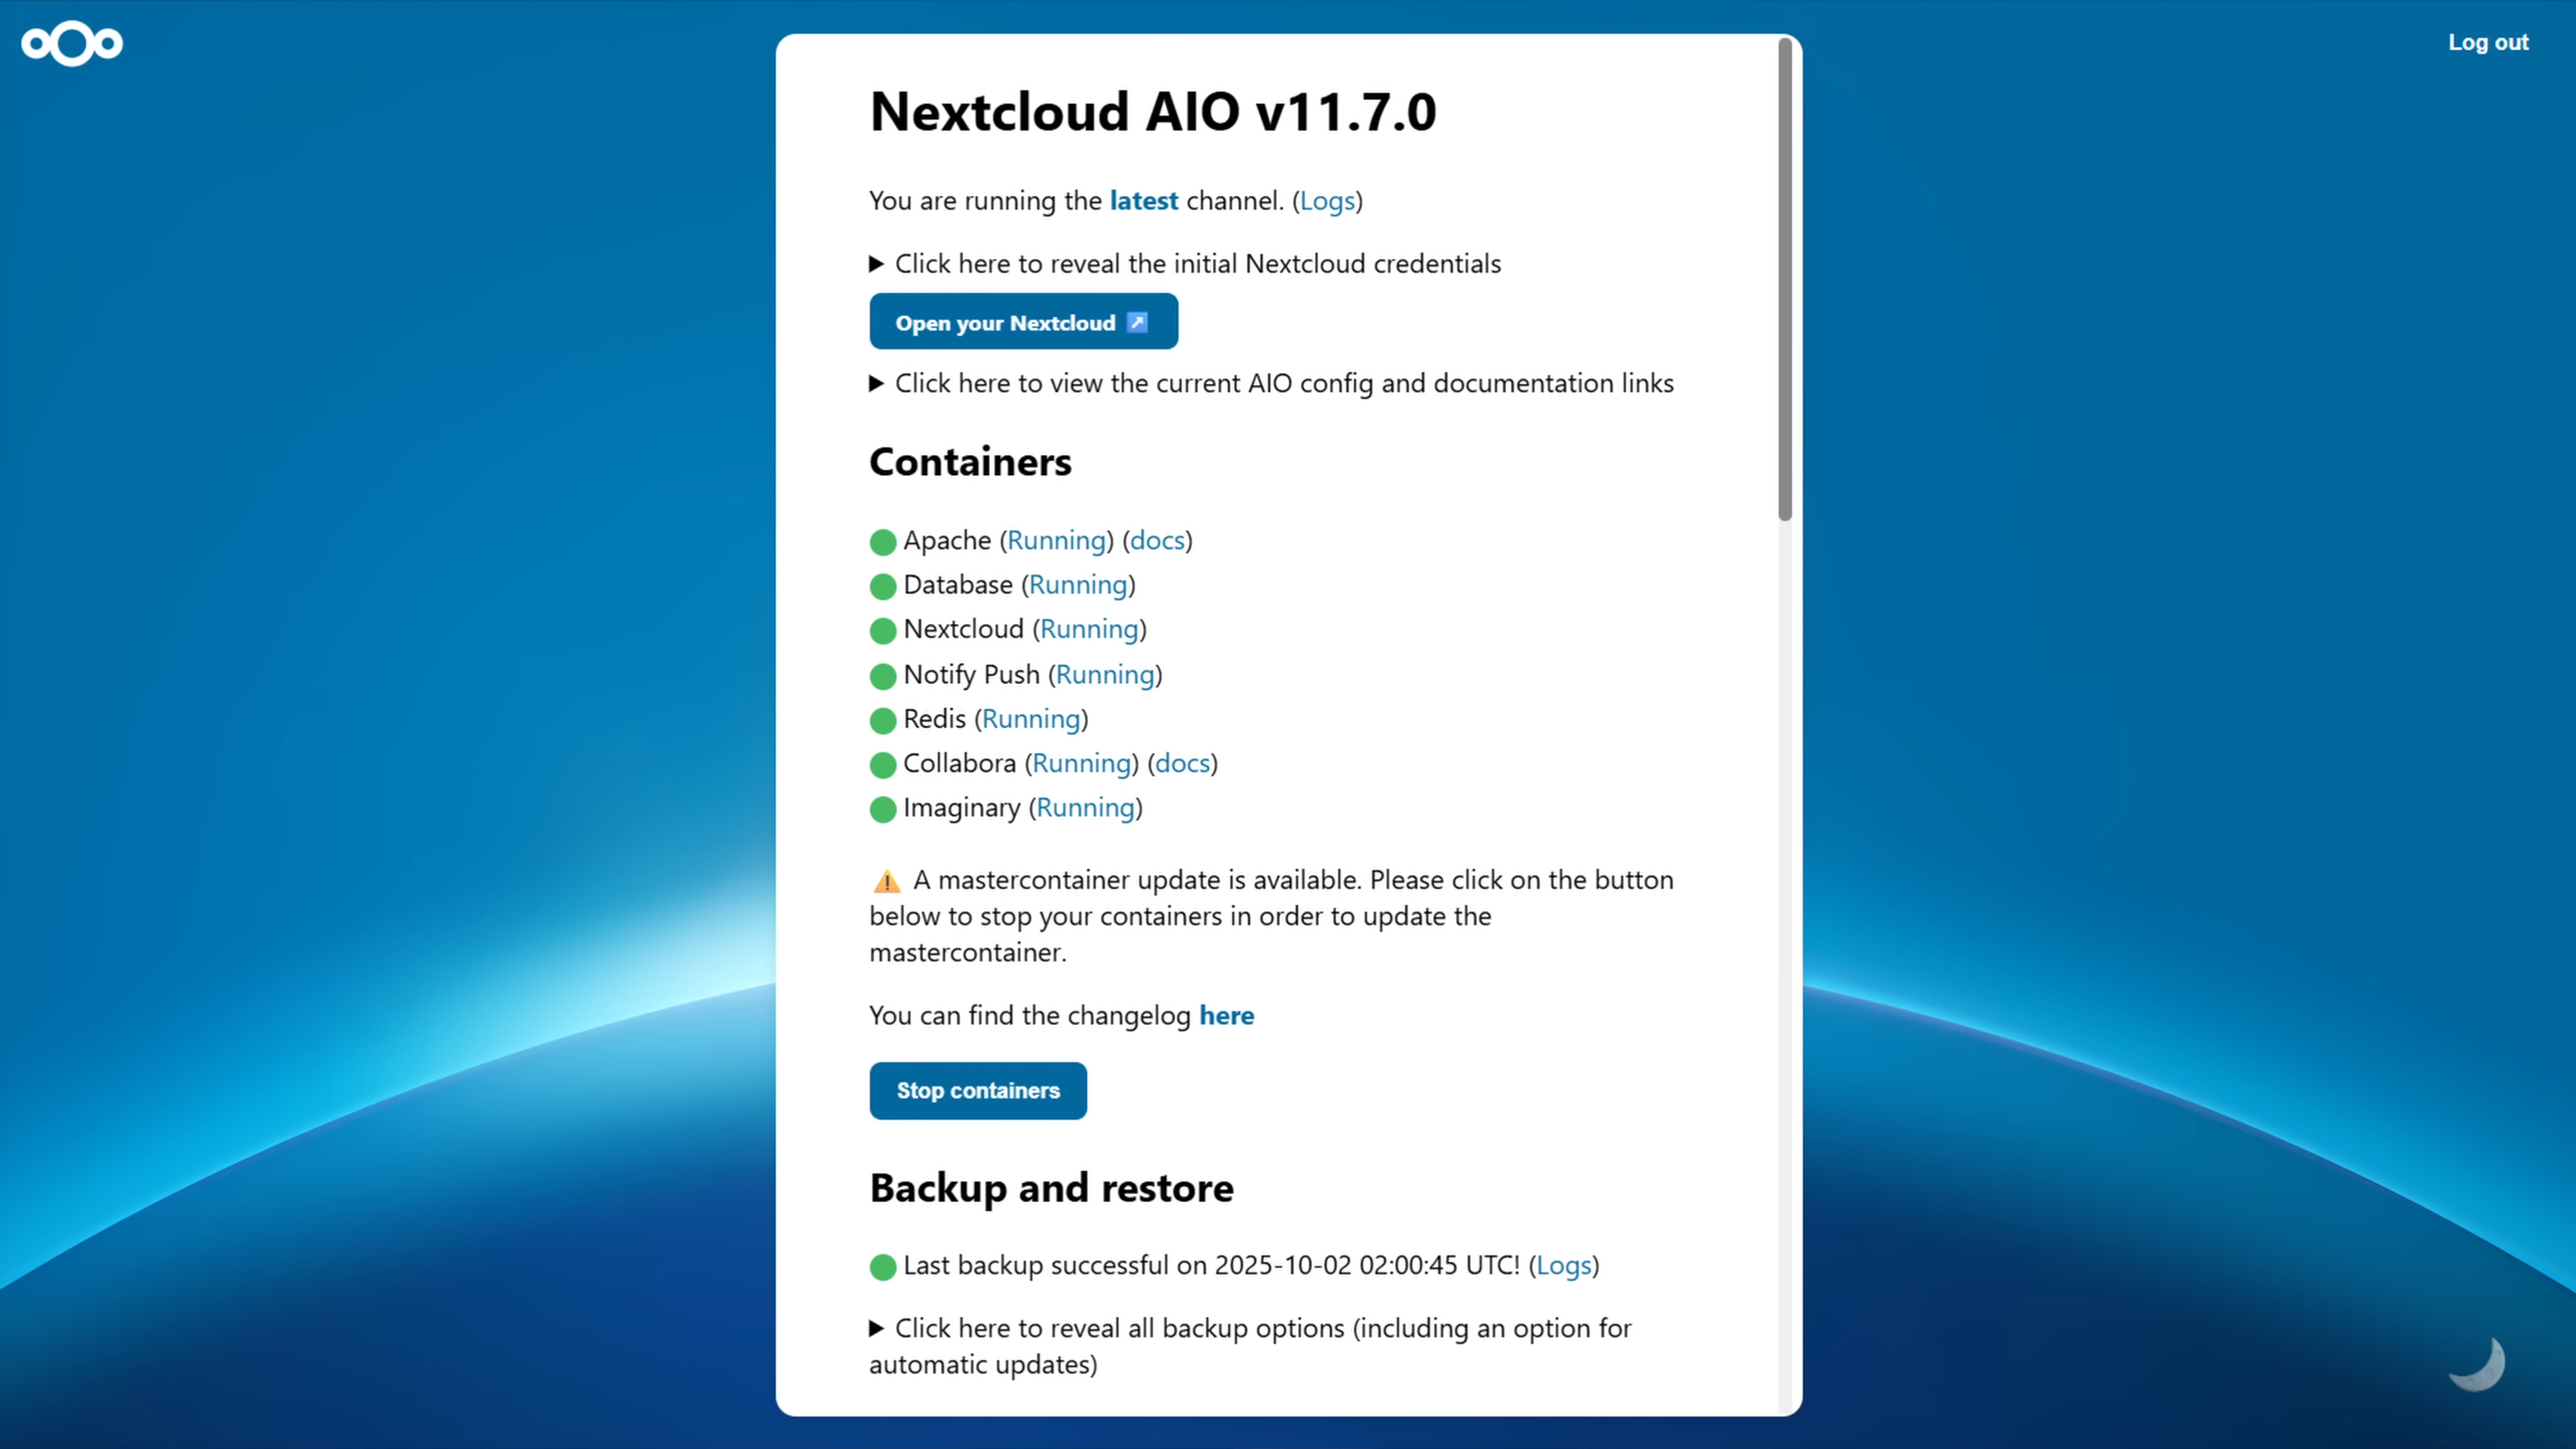 Log out
Nextcloud AIO v11.7.0
You are running the latest channel. (Logs)
Click here to reveal the initial Nextcloud credentials
Open your Nextcloud
Click here to view the current AIO config and documentation links
Containers
Apache (Running) (docs)
Database (Running)
Nextcloud (Running)
Notify Push (Running)
Redis (Running)
Collabora (Running) (docs)
Imaginary (Running)
A mastercontainer update is available. Please click on the button
below to stop your containers in order to update the
mastercontainer.
You can find the changelog here
Stop containers
Backup and restore
Last backup successful on 2025-10-02 02:00:45 UTC! (Logs)
Click here to reveal all backup options (including an option for
automatic updates)